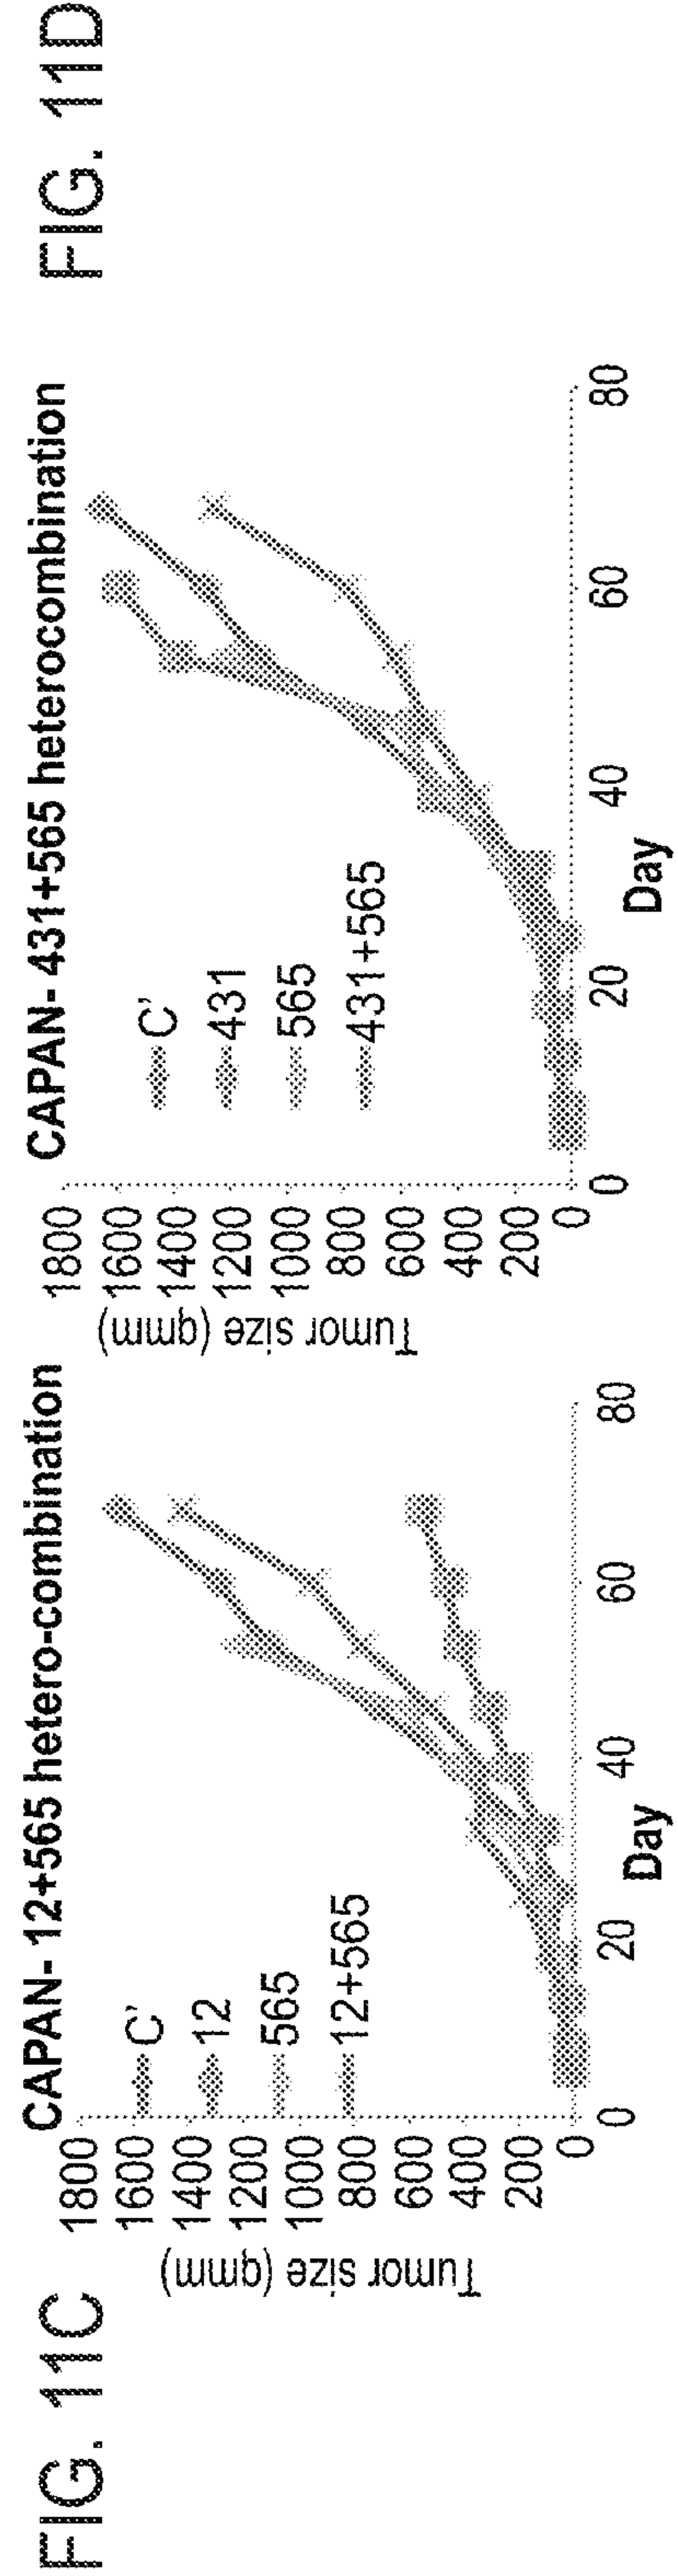 FIG. 11C
CAPAN- 12+565 hetero-combination
Tumor size (qmm)
1800
1600
1400
1200
1000
800
600
400
200
0
C'
12
565
12+565
0 20 40 60 80
Day
FIG. 11D
CAPAN- 431+565 heterocombination
Tumor size (qmm)
1800
1600
1400
1200
1000
800
600
400
200
0
C'
431
565
431+565
0 20 40 60 80
Day